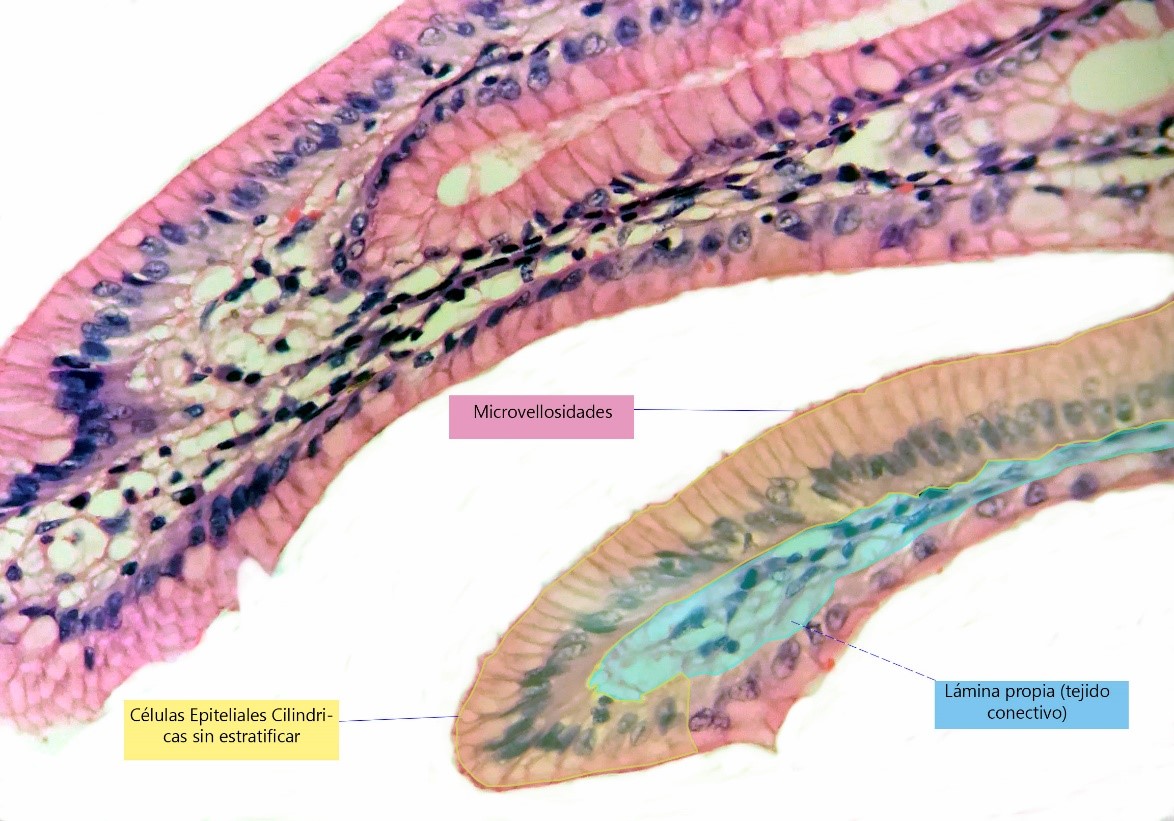 Microvellosidades
Lámina propia (tejido
conectivo)
Células Epiteliales Cilindri-
cas sin estratificar